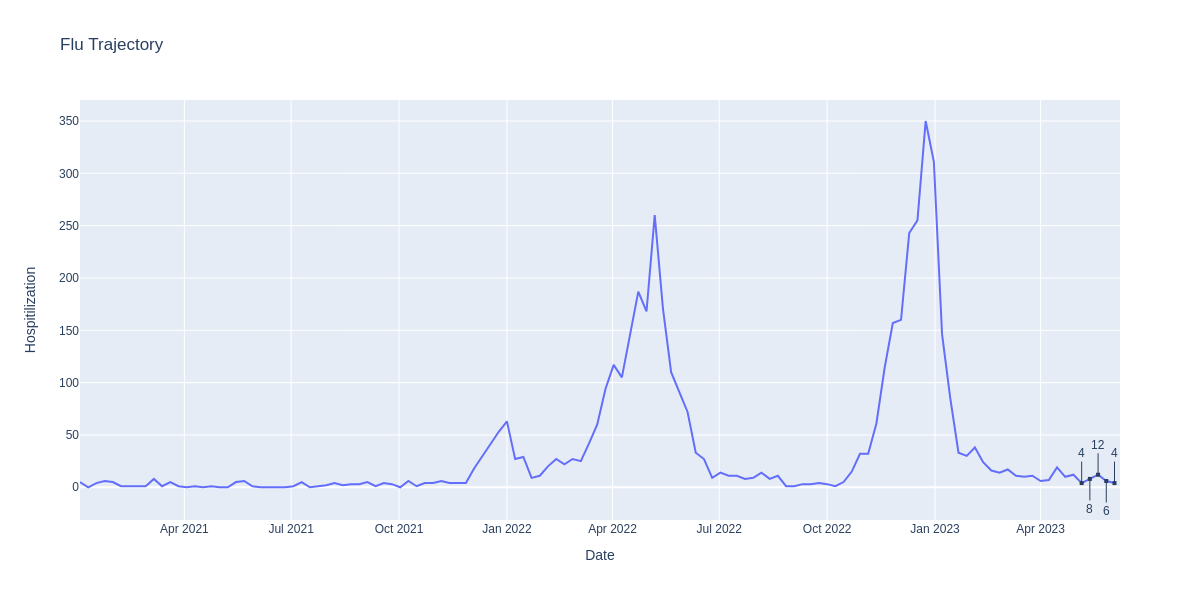 Flu Trajectory
Hospitilization
350
300
250
200
150
100
50
0
4
8
12
6
4
Apr 2021
Jul 2021
Oct 2021
Jan 2022
Apr 2022
Jul 2022
Oct 2022
Jan 2023
Apr 2023
Date